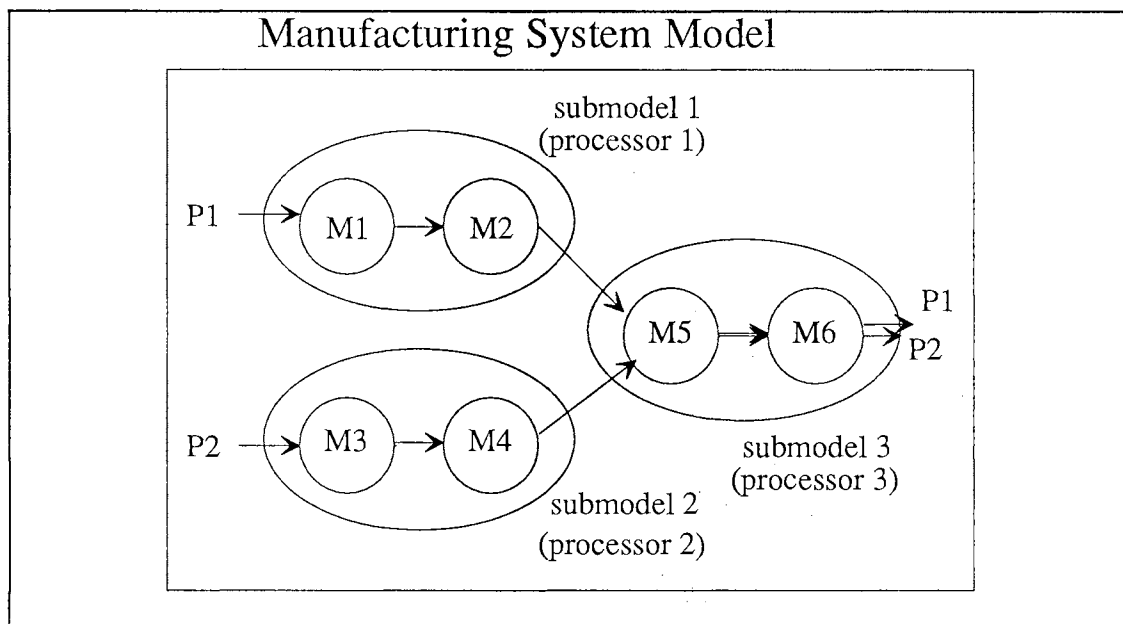 Manufacturing System Model
submodel 1
(processor 1)
P1
M1
M2
P1
M5
M6
P2
P2
M3
M4
submodel 3
(processor 3)
submodel 2
(processor 2)